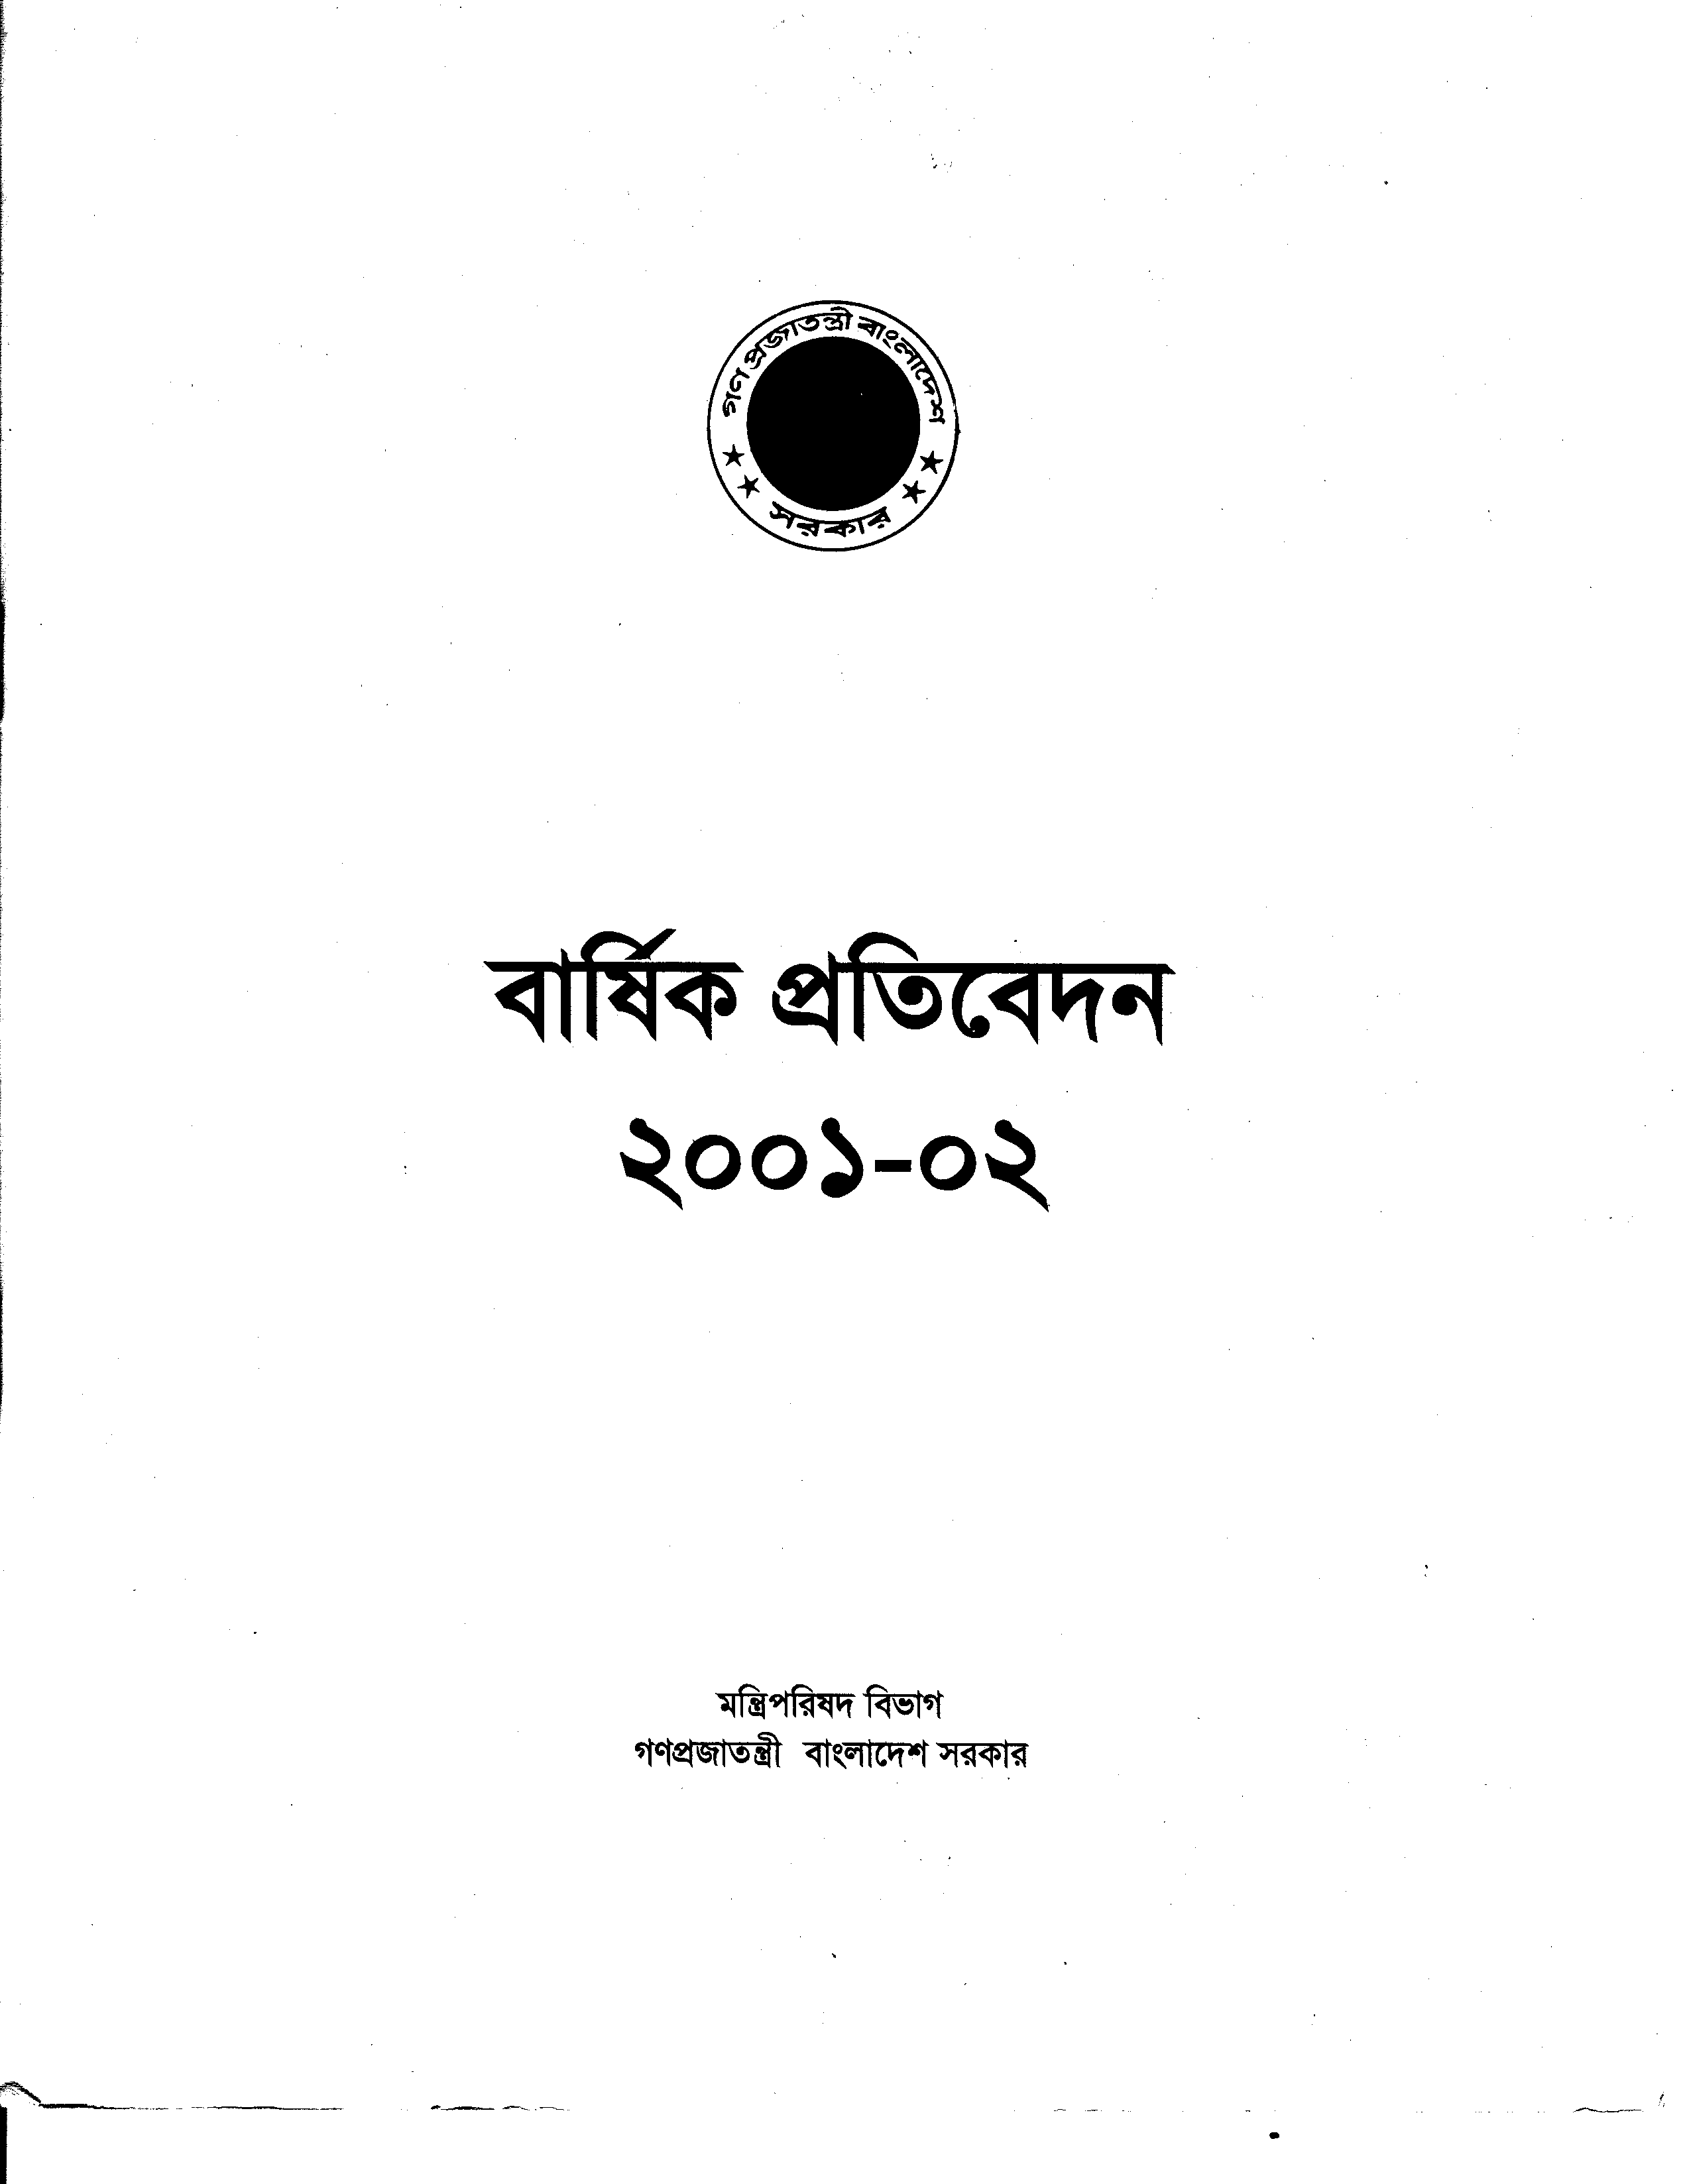 গণপ্রজাতন্ত্রী বাংলাদেশ
সরকার
বার্ষিক প্রতিবেদন
২০০১-০২
মন্ত্রিপরিষদ বিভাগ
গণপ্রজাতন্ত্রী বাংলাদেশ সরকার